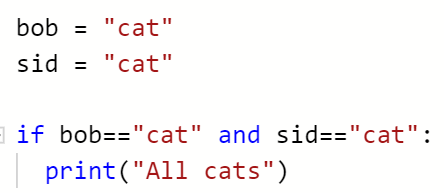 bob = "cat"
sid = "cat"
if bob=="cat" and sid=="cat":
print("All cats")